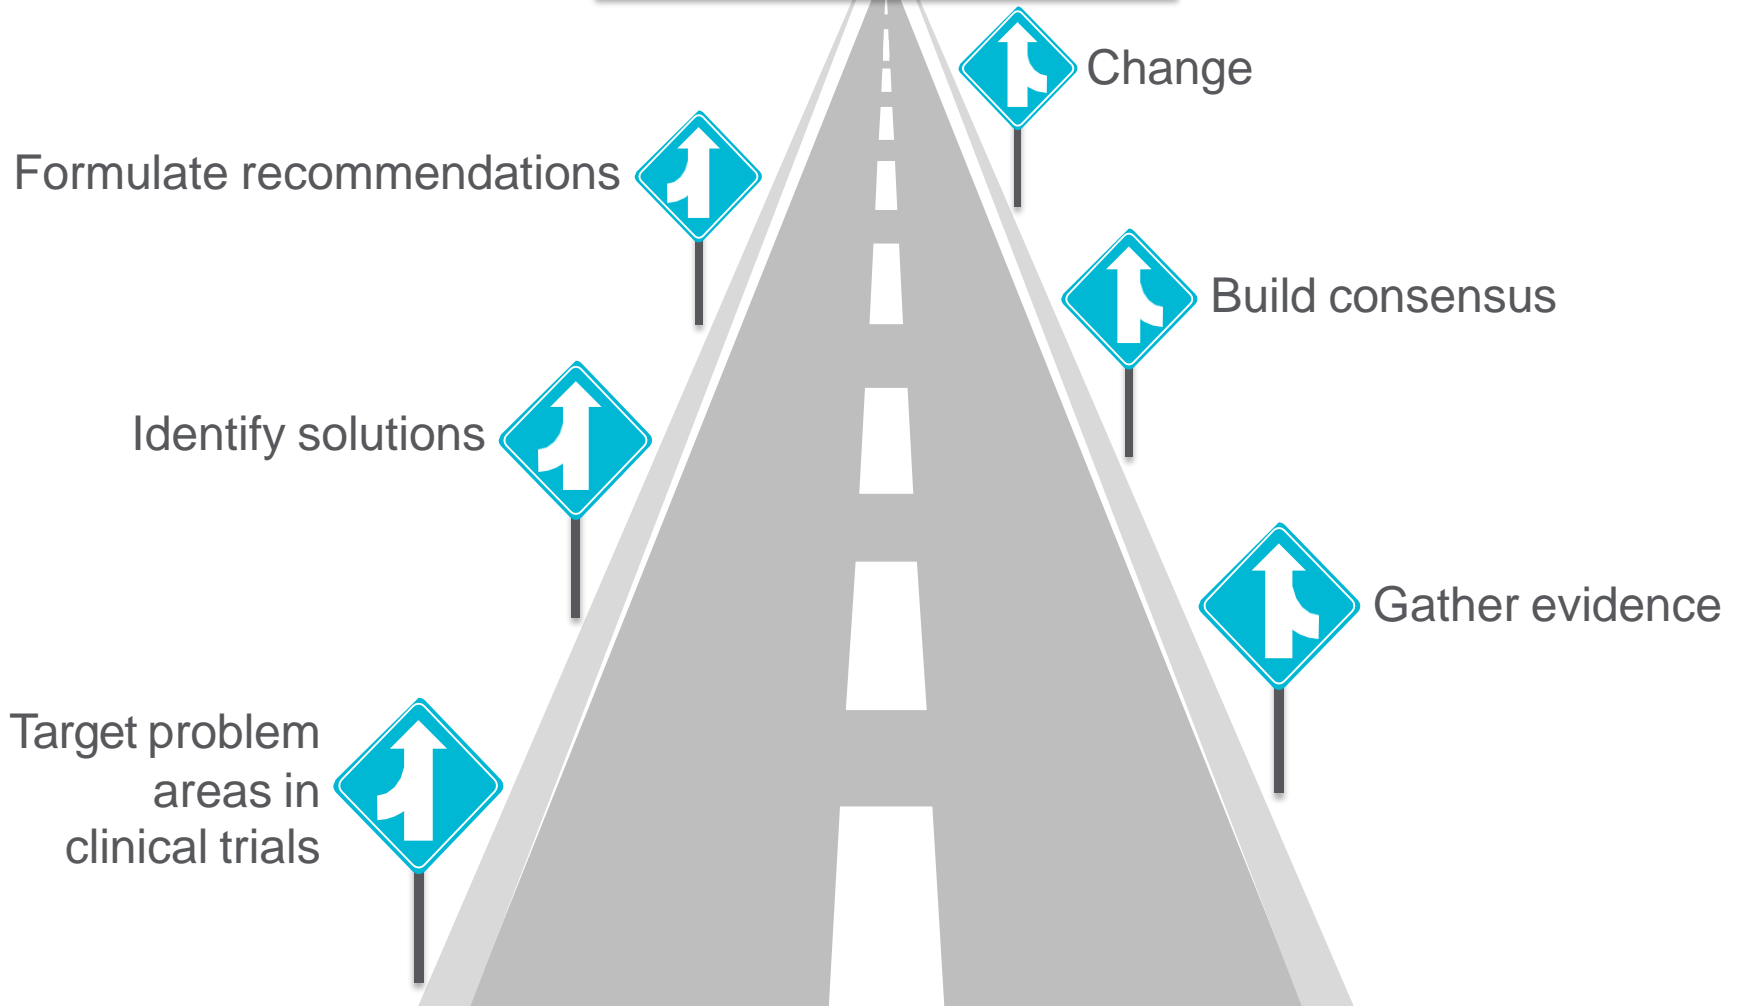 Change
Formulate recommendations
Build consensus
Identify solutions
Gather evidence
Target problem
areas in
clinical trials